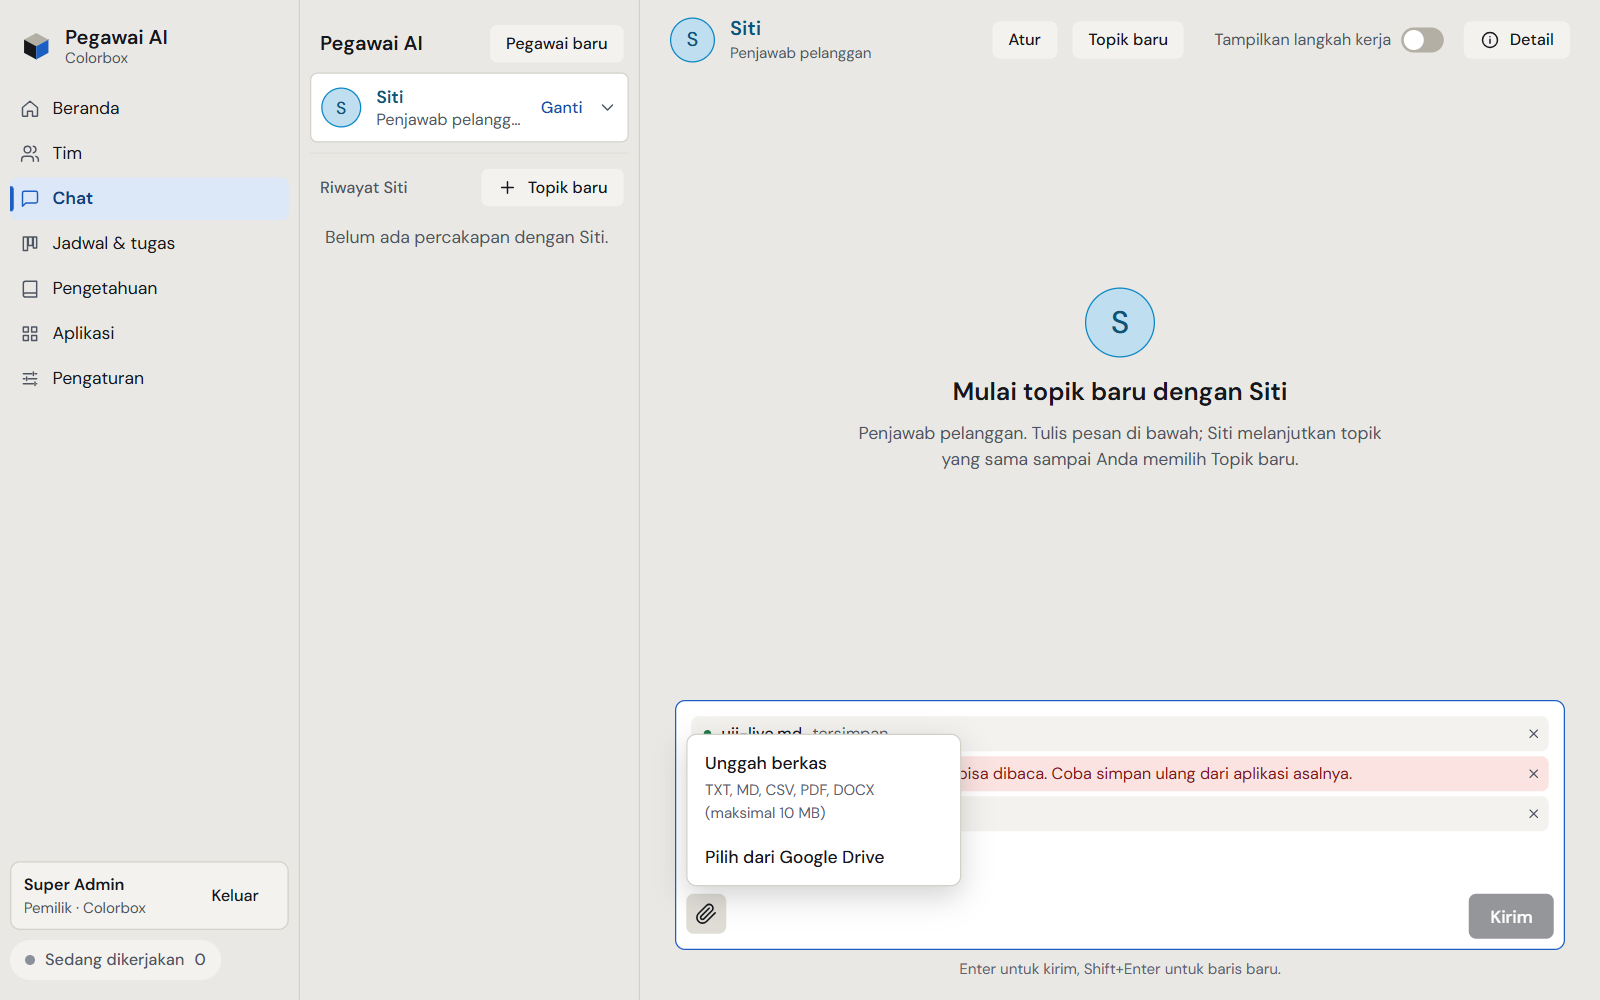 Pegawai AI
Colorbox
Beranda
Tim
Chat
Jadwal & tugas
Pengetahuan
Aplikasi
Pengaturan
Super Admin
Pemilik · Colorbox
Keluar
Sedang dikerjakan 0
Pegawai AI
Pegawai baru
S
Siti
Penjawab pelangg...
Ganti
Riwayat Siti
+ Topik baru
Belum ada percakapan dengan Siti.
S
Siti
Penjawab pelanggan
Atur
Topik baru
Tampilkan langkah kerja
Detail
S
Mulai topik baru dengan Siti
Penjawab pelanggan. Tulis pesan di bawah; Siti melanjutkan topik
yang sama sampai Anda memilih Topik baru.
tersimpan
bisa dibaca. Coba simpan ulang dari aplikasi asalnya.
Unggah berkas
TXT, MD, CSV, PDF, DOCX
(maksimal 10 MB)
Pilih dari Google Drive
Kirim
Enter untuk kirim, Shift+Enter untuk baris baru.